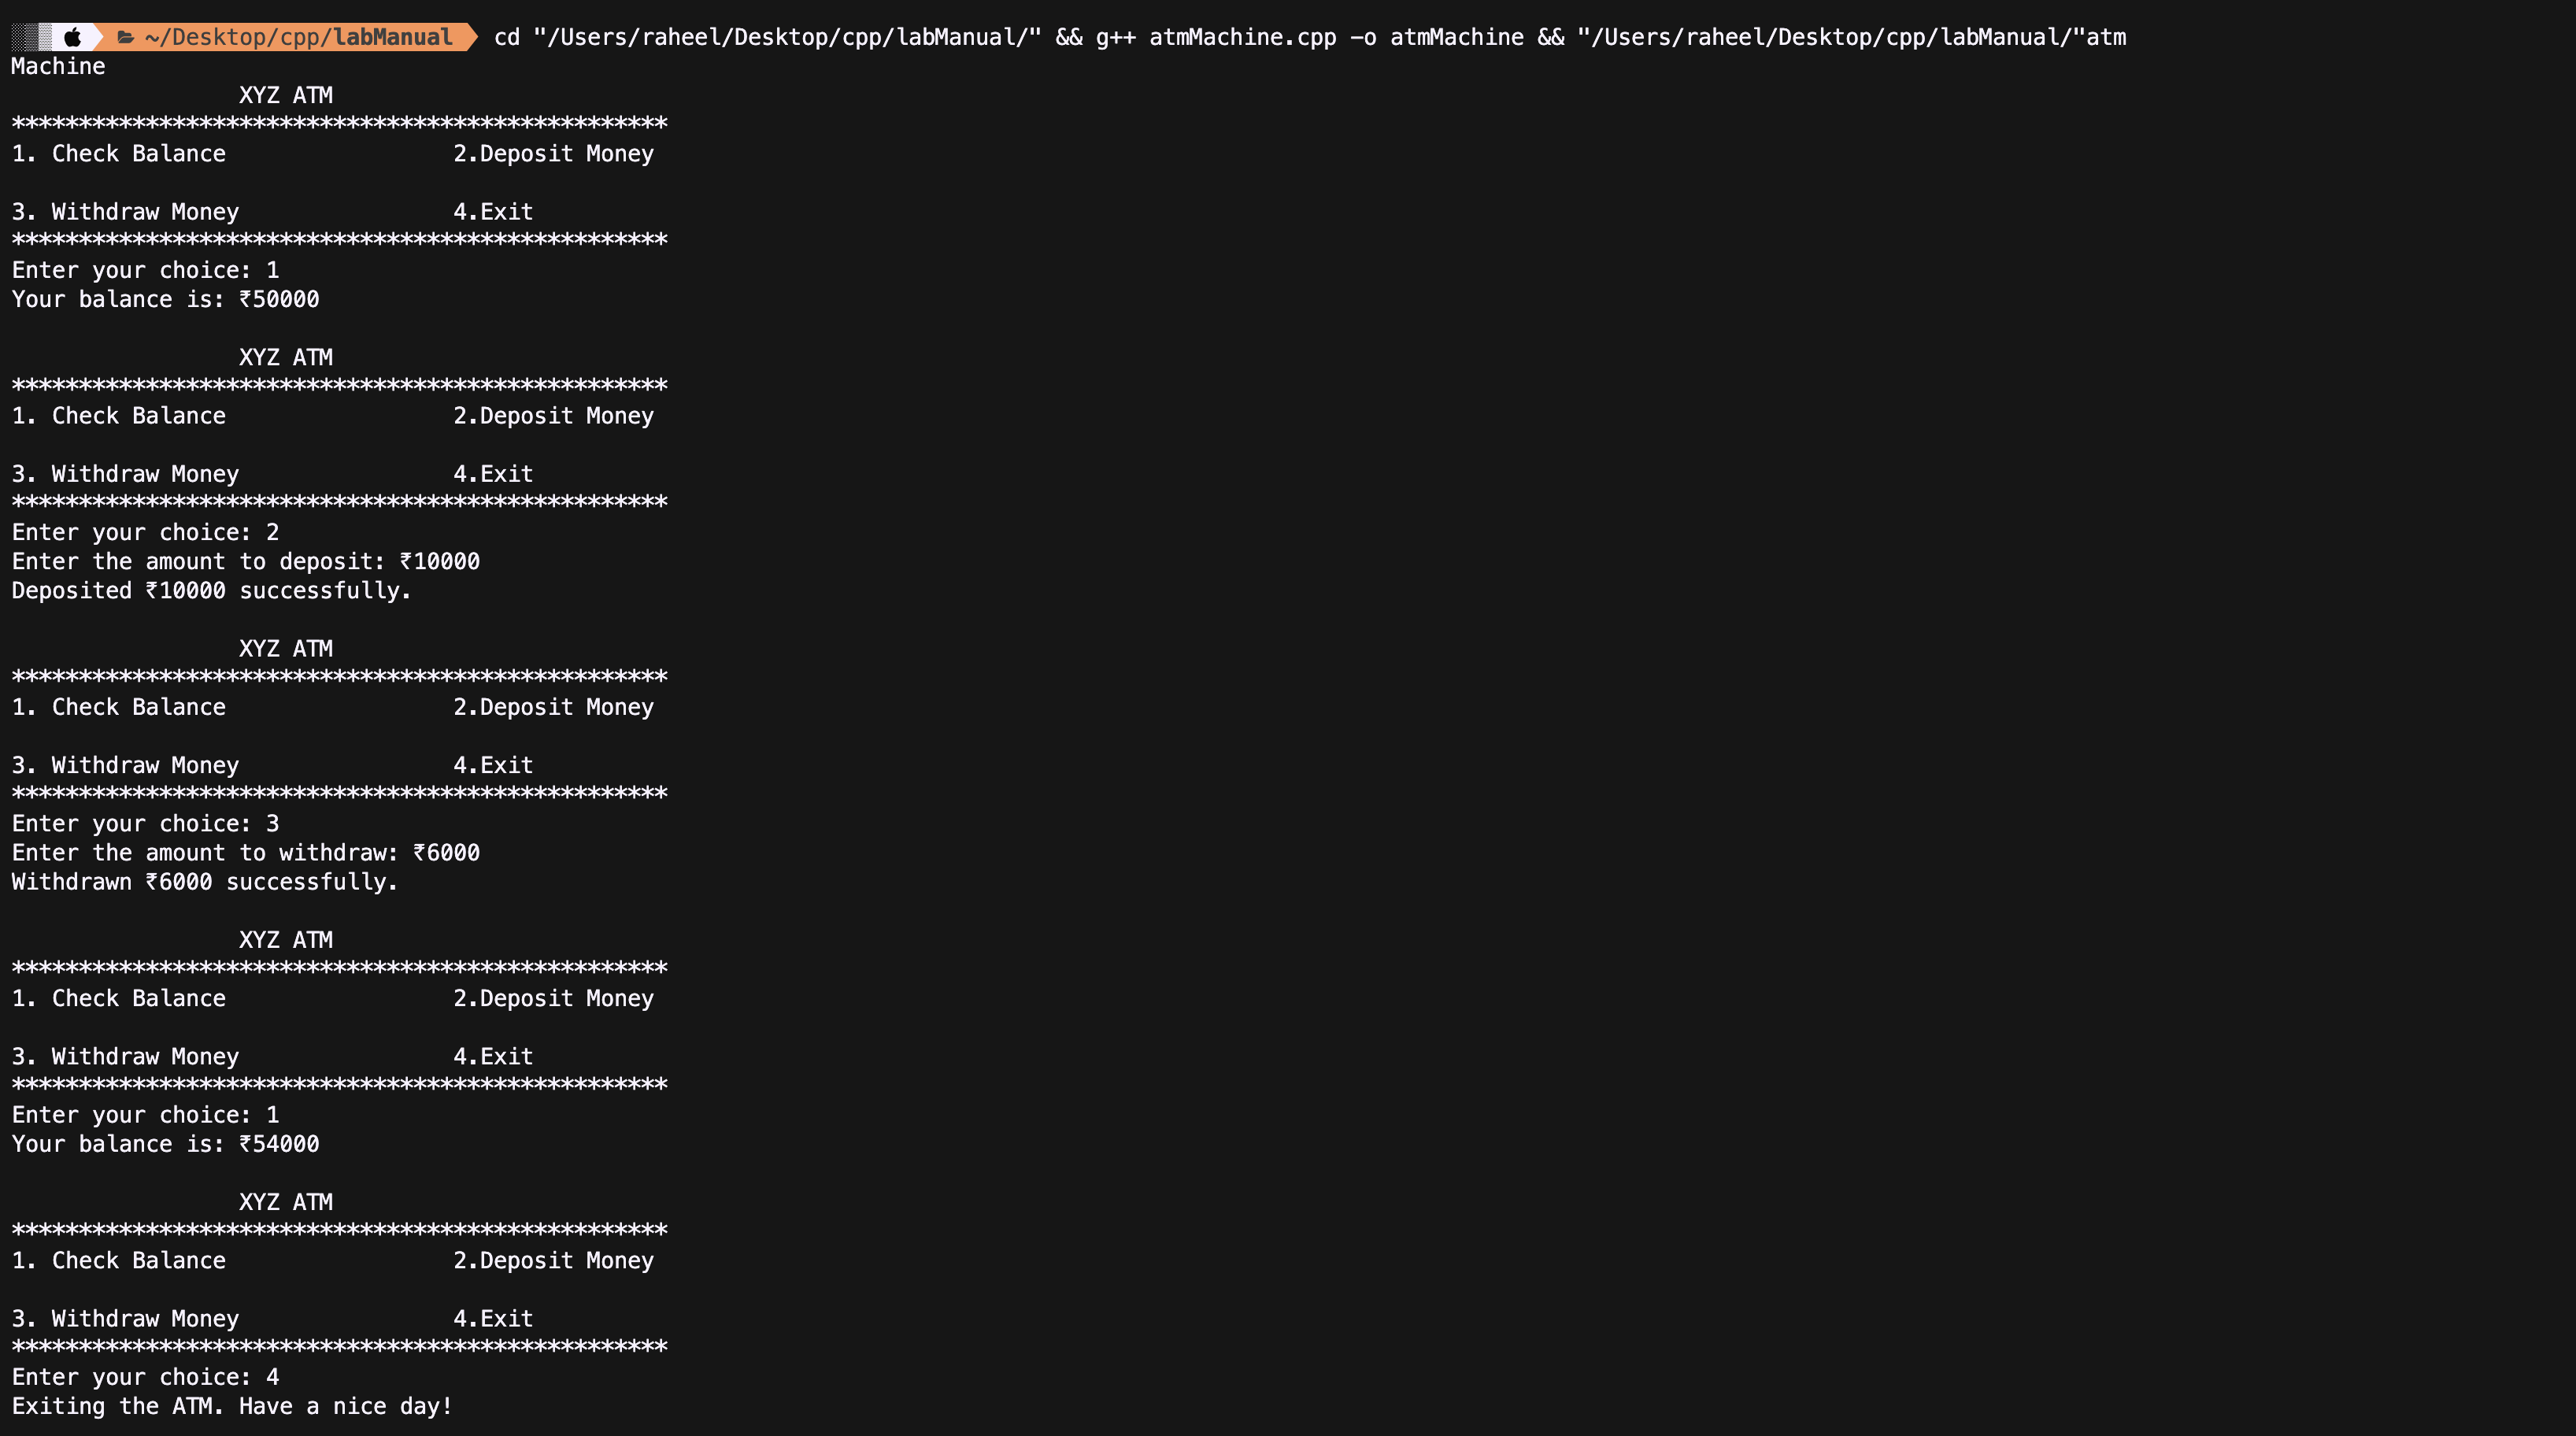 ~/Desktop/cpp/labManual cd "/Users/raheel/Desktop/cpp/labManual/" && g++ atmMachine.cpp -o atmMachine && "/Users/raheel/Desktop/cpp/labManual/"atm
Machine
XYZ ATM
*************************************************
1. Check Balance                 2.Deposit Money
3. Withdraw Money                4.Exit
*************************************************
Enter your choice: 1
Your balance is: ₹50000
XYZ ATM
*************************************************
1. Check Balance                 2.Deposit Money
3. Withdraw Money                4.Exit
*************************************************
Enter your choice: 2
Enter the amount to deposit: ₹10000
Deposited ₹10000 successfully.
XYZ ATM
*************************************************
1. Check Balance                 2.Deposit Money
3. Withdraw Money                4.Exit
*************************************************
Enter your choice: 3
Enter the amount to withdraw: ₹6000
Withdrawn ₹6000 successfully.
XYZ ATM
*************************************************
1. Check Balance                 2.Deposit Money
3. Withdraw Money                4.Exit
*************************************************
Enter your choice: 1
Your balance is: ₹54000
XYZ ATM
*************************************************
1. Check Balance                 2.Deposit Money
3. Withdraw Money                4.Exit
*************************************************
Enter your choice: 4
Exiting the ATM. Have a nice day!